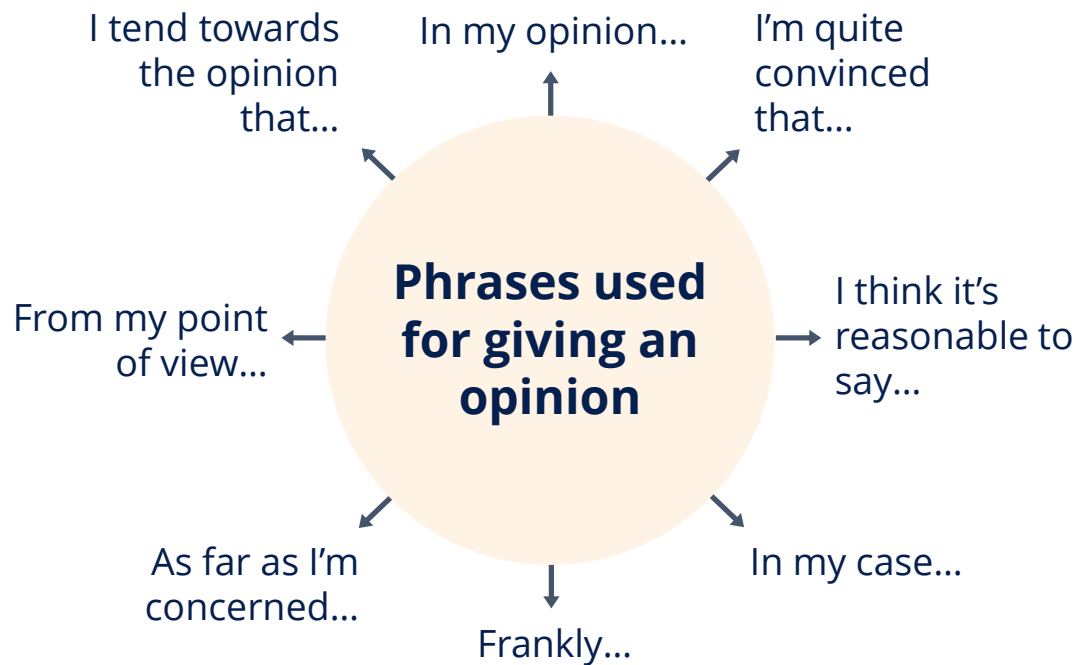 I tend towards
the opinion
that...
In my opinion...
I'm quite
convinced
that...
From my point
of view...
Phrases used
for giving an
opinion
I think it's
reasonable to
say...
As far as I'm
concerned...
Frankly...
In my case...